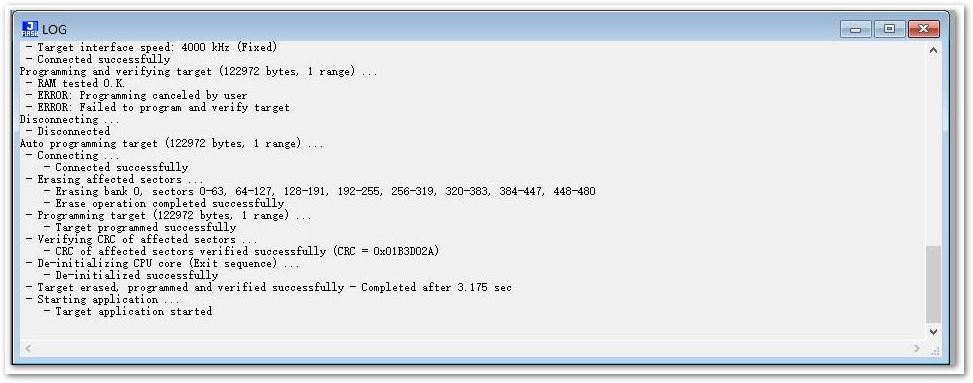 J
FLASH
LOG
- Target interface speed: 4000 kHz (Fixed)
- Connected successfully
Programming and verifying target (122972 bytes, 1 range) ...
- RAM tested O.K.
- ERROR: Programming canceled by user
- ERROR: Failed to program and verify target
Disconnecting ...
- Disconnected
Auto programming target (122972 bytes, 1 range) ...
- Connecting ...
- Connected successfully
- Erasing affected sectors ...
- Erasing bank 0, sectors 0-63, 64-127, 128-191, 192-255, 256-319, 320-383, 384-447, 448-480
- Erase operation completed successfully
- Programming target (122972 bytes, 1 range) ...
- Target programmed successfully
- Verifying CRC of affected sectors ...
- CRC of affected sectors verified successfully (CRC = 0x01B3D02A)
- De-initializing CPU core (Exit sequence) ...
- De-initialized successfully
- Target erased, programmed and verified successfully - Completed after 3.175 sec
- Starting application ...
- Target application started